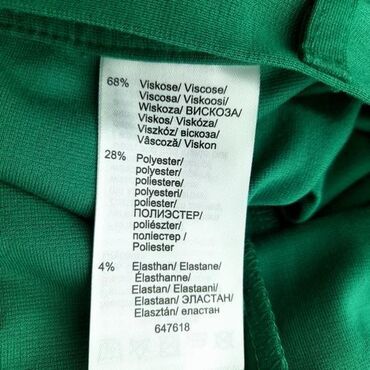 68% Viskose/ Viscose/
Viscosa/ Viskoosi/
Wiskoza/ ВИСКОЗА/
Viskos/ Viskóza/
Viszkóz/ віскоза/
Vâscoză/ Viskon
28% Polyester/
polyester/
poliestere/
polyesteri/
poliester/
ПОЛИЭСТЕР/
poliészter/
поліестер /
Poliester
4% Elasthan/ Elastane/
Élasthanne/
Elastan/ Elastaani/
Elastaan/ ЭЛАСТАН/
Elasztán/ еластан
647618